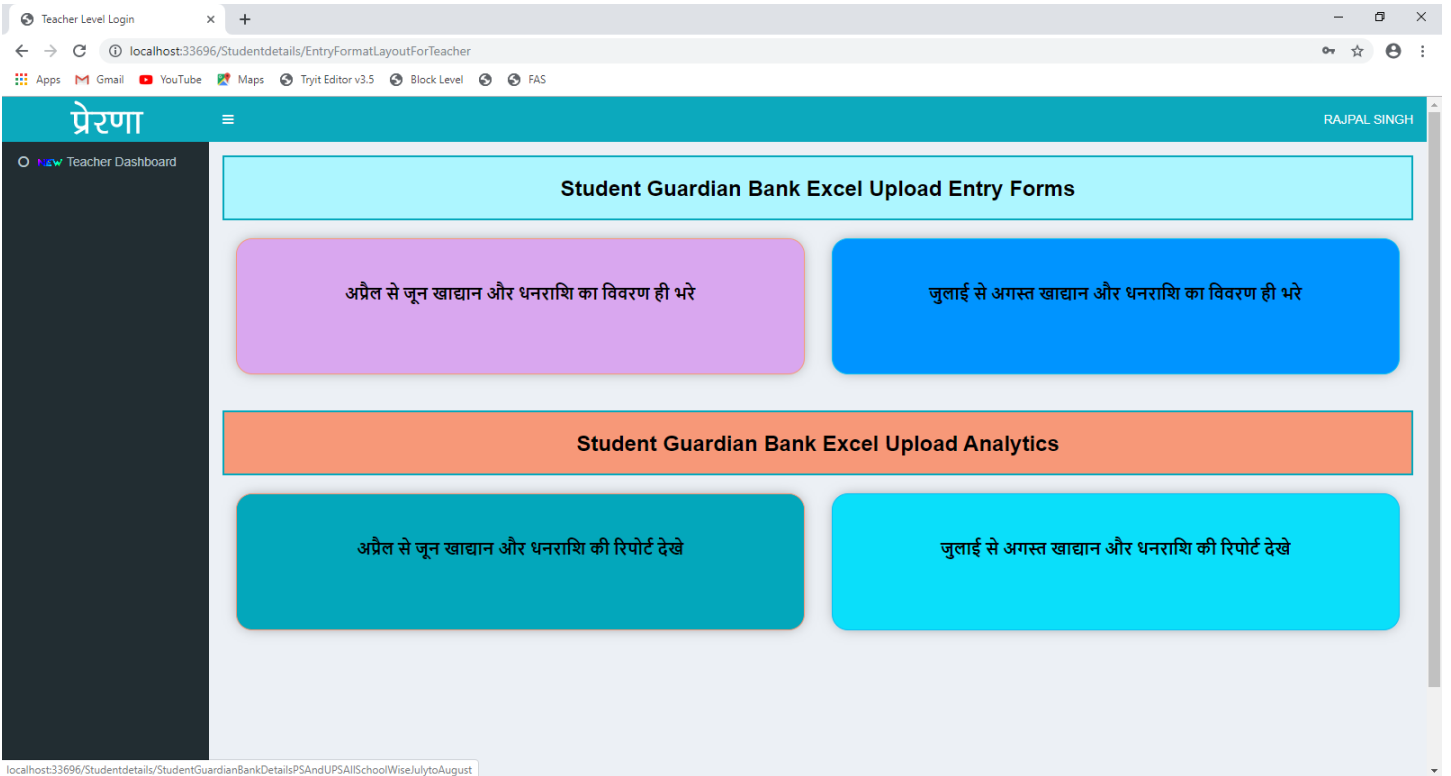 Teacher Level Login
localhost:33696/Studentdetails/EntryFormatLayoutForTeacher
Apps Gmail YouTube Maps Tryit Editor v3.5 Block Level FAS
प्रेरणा
RAJPAL SINGH
NEW Teacher Dashboard
Student Guardian Bank Excel Upload Entry Forms
अप्रैल से जून खाद्यान और धनराशि का विवरण ही भरे
जुलाई से अगस्त खाद्यान और धनराशि का विवरण ही भरे
Student Guardian Bank Excel Upload Analytics
अप्रैल से जून खाद्यान और धनराशि की रिपोर्ट देखे
जुलाई से अगस्त खाद्यान और धनराशि की रिपोर्ट देखे
localhost:33696/Studentdetails/StudentGuardianBankDetailsPSAndUPSAllSchoolWiseJulytoAugust